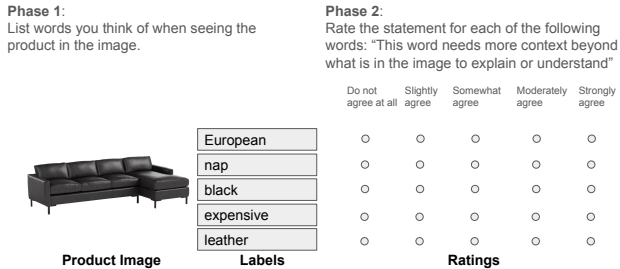 Phase 1:
List words you think of when seeing the
product in the image.
Phase 2:
Rate the statement for each of the following
words: “This word needs more context beyond
what is in the image to explain or understand”
Do not
agree at all
Slightly
agree
Somewhat
agree
Moderately
agree
Strongly
agree
European
nap
black
expensive
leather
Product Image
Labels
Ratings